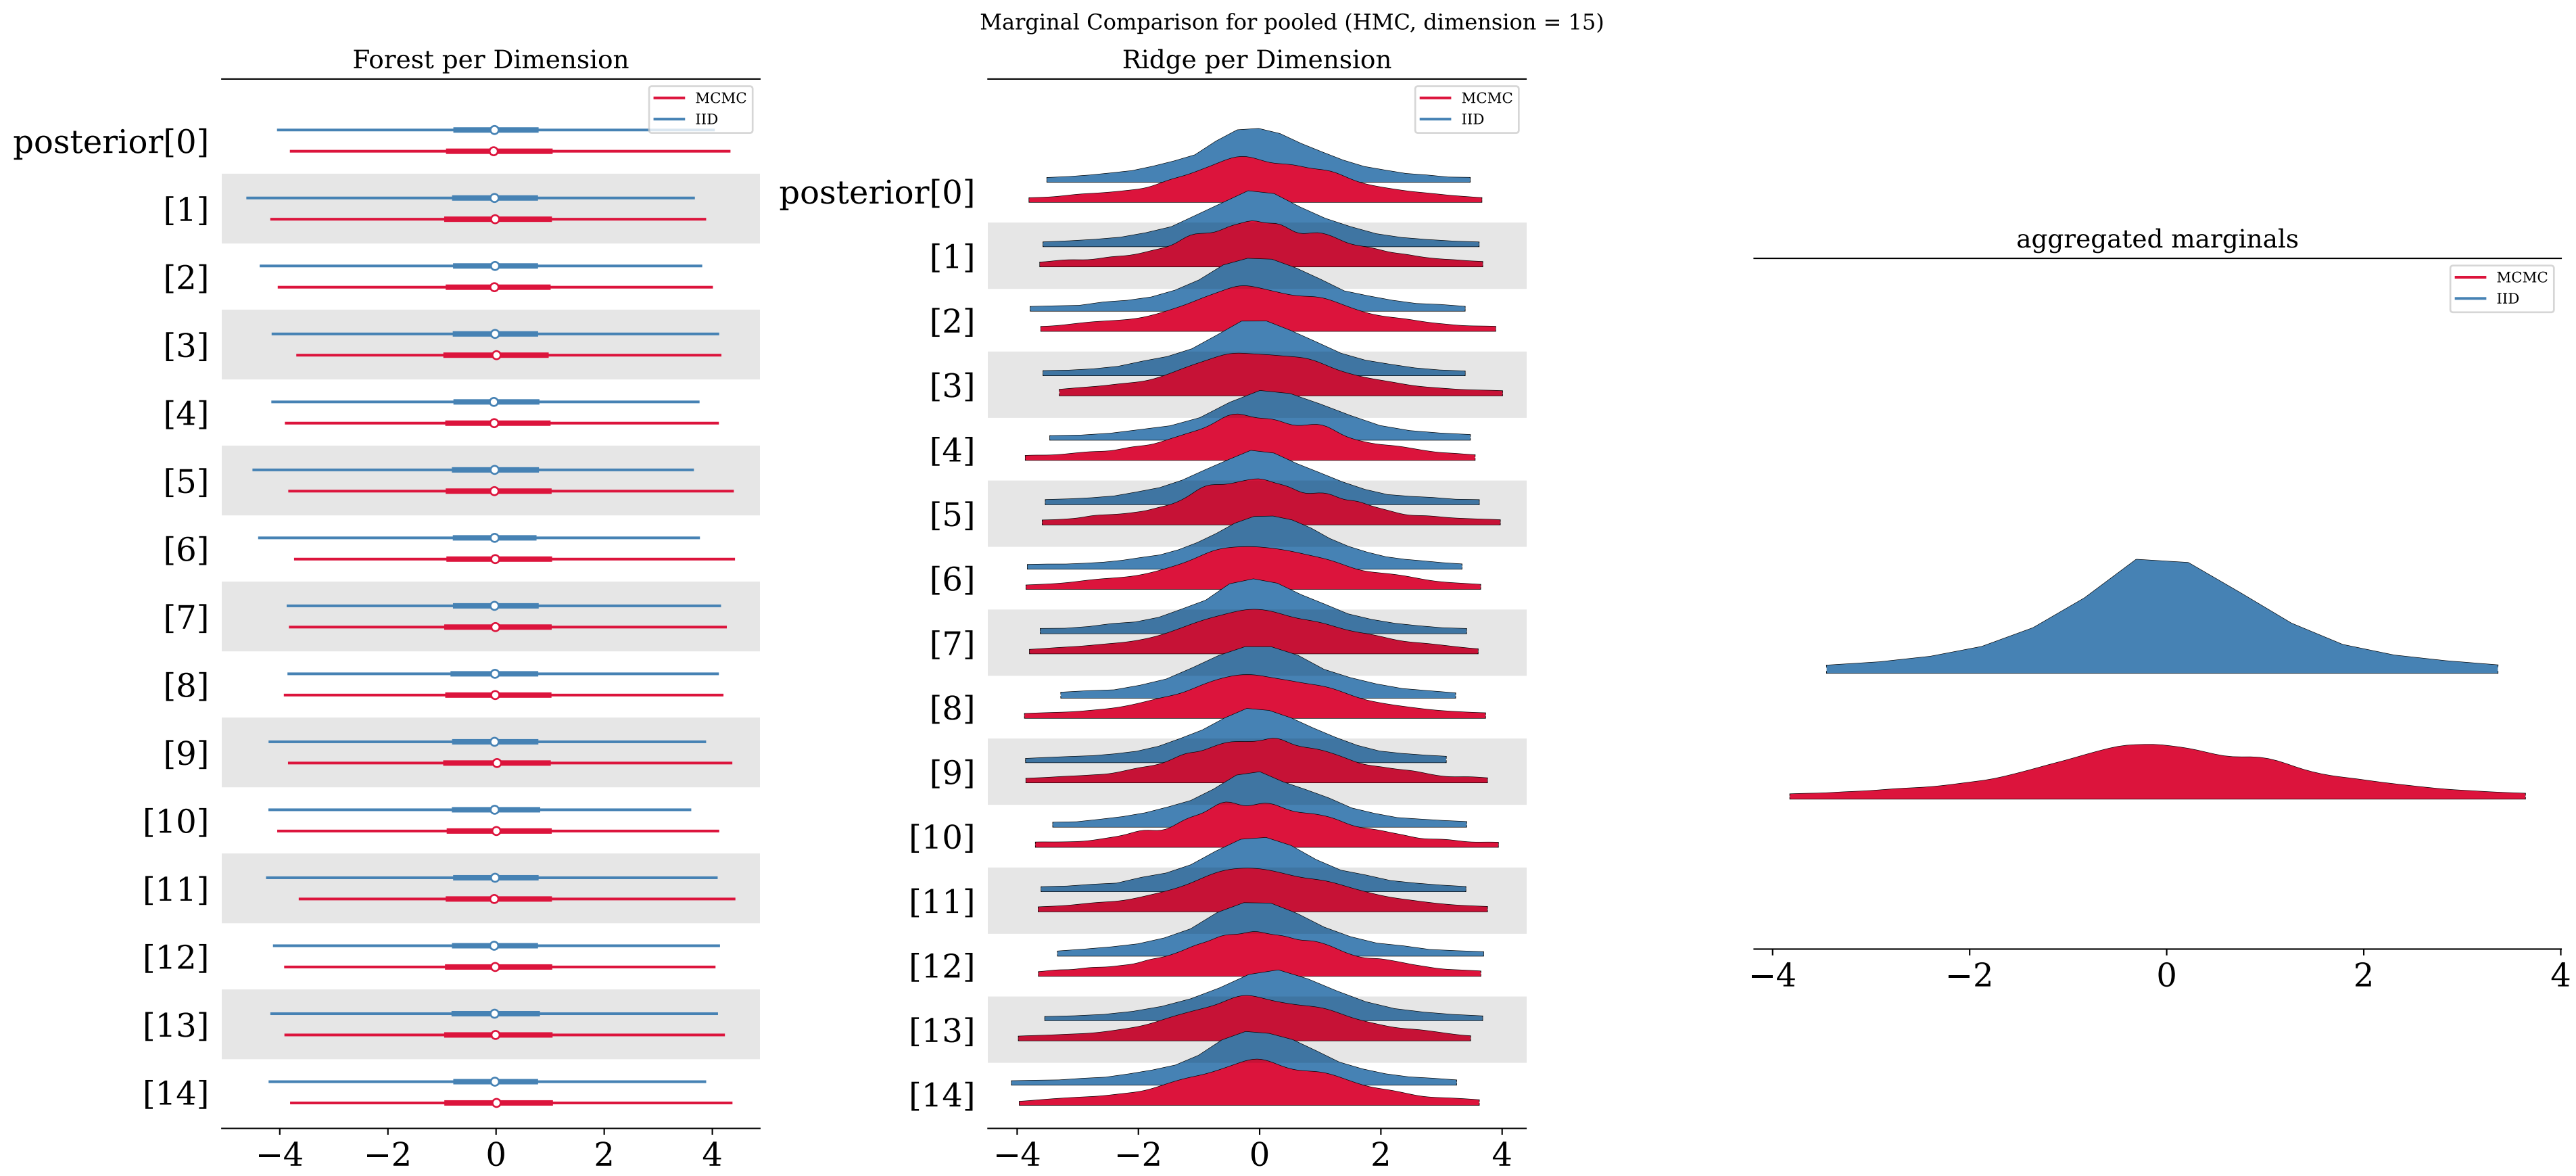 Marginal Comparison for pooled (HMC, dimension = 15)
Forest per Dimension
MCMC
IID
posterior[0]
[1]
[2]
[3]
[4]
[5]
[6]
[7]
[8]
[9]
[10]
[11]
[12]
[13]
[14]
−4 −2 0 2 4
Ridge per Dimension
MCMC
IID
posterior[0]
[1]
[2]
[3]
[4]
[5]
[6]
[7]
[8]
[9]
[10]
[11]
[12]
[13]
[14]
−4 −2 0 2 4
aggregated marginals
MCMC
IID
−4 −2 0 2 4